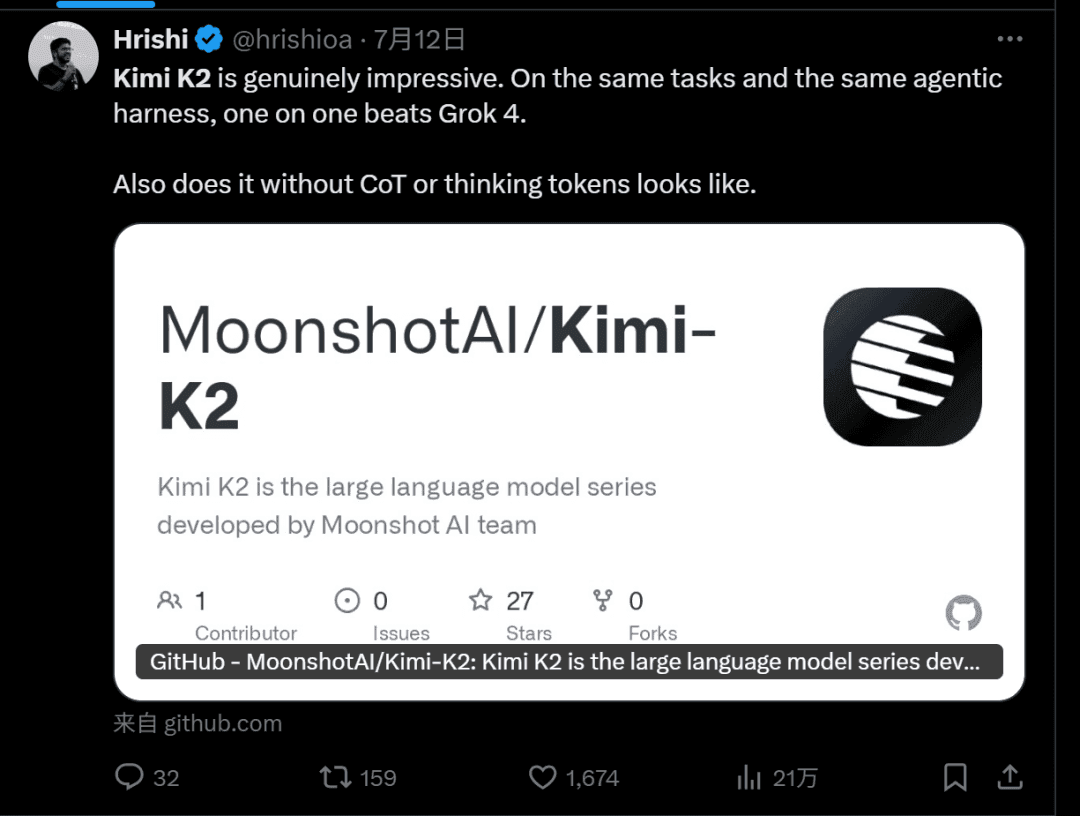 Hrishi @hrishioa · 7月12日
Kimi K2 is genuinely impressive. On the same tasks and the same agentic
harness, one on one beats Grok 4.
Also does it without CoT or thinking tokens looks like.
MoonshotAI/Kimi-
K2
Kimi K2 is the large language model series
developed by Moonshot AI team
1 0 27 0
Contributor Issues Stars Forks
GitHub - MoonshotAI/Kimi-K2: Kimi K2 is the large language model series dev...
来自 github.com
32 159 1,674 21万